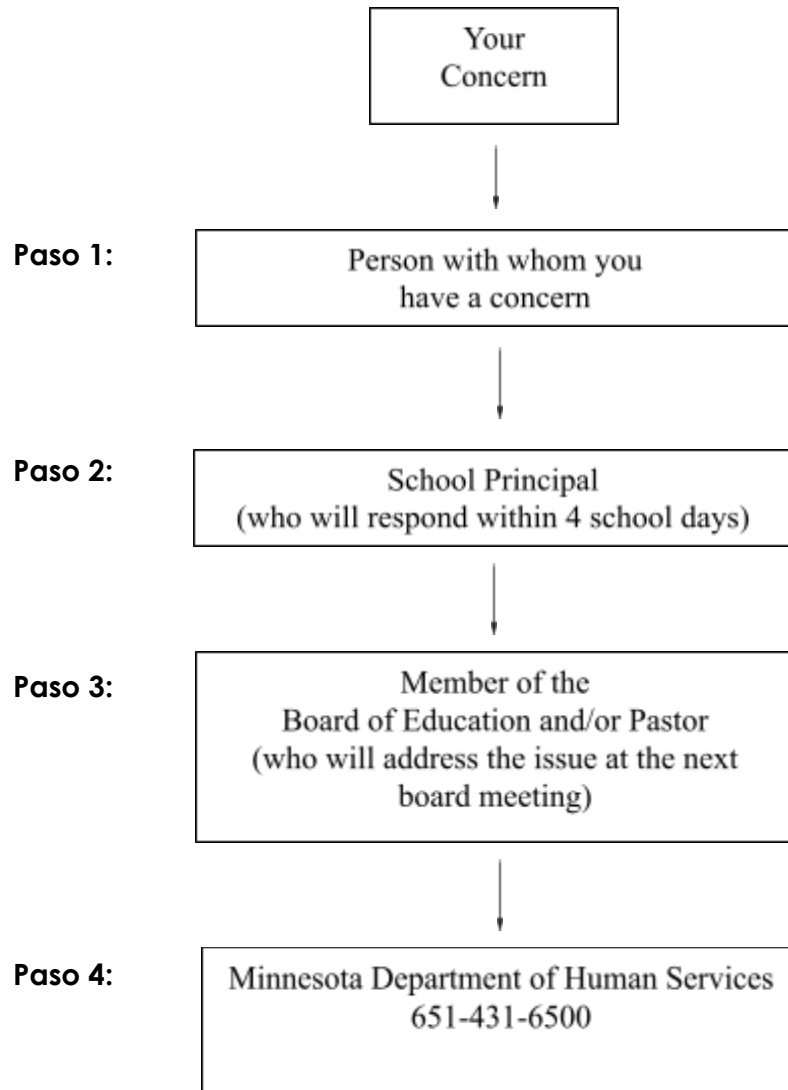 Your
Concern
Paso 1:
Person with whom you
have a concern
Paso 2:
School Principal
(who will respond within 4 school days)
Paso 3:
Member of the
Board of Education and/or Pastor
(who will address the issue at the next
board meeting)
Paso 4:
Minnesota Department of Human Services
651-431-6500